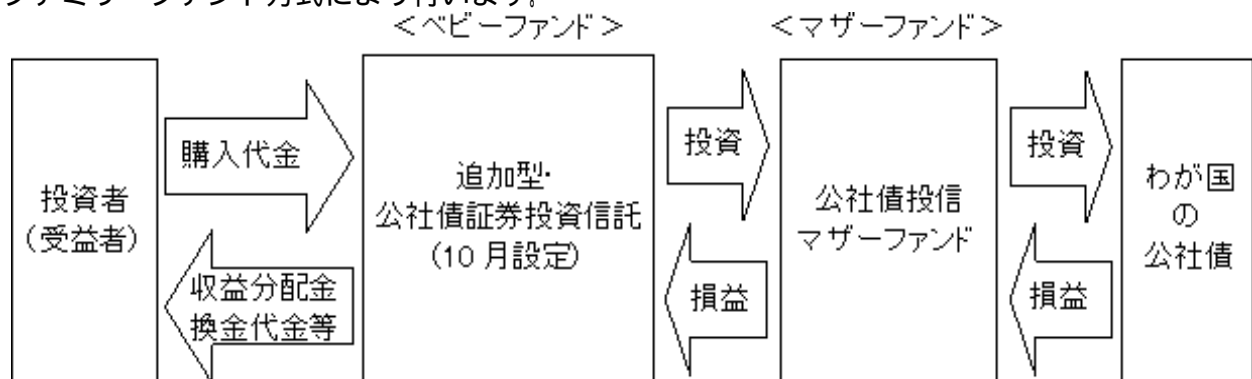 ファミリーファンド方式により行います。
＜ベビーファンド＞
＜マザーファンド＞
投資者
(受益者)
購入代金
収益分配金
換金代金等
追加型・
公社債証券投資信託
(10月設定)
投資
損益
公社債投信
マザーファンド
投資
損益
わが国
の
公社債